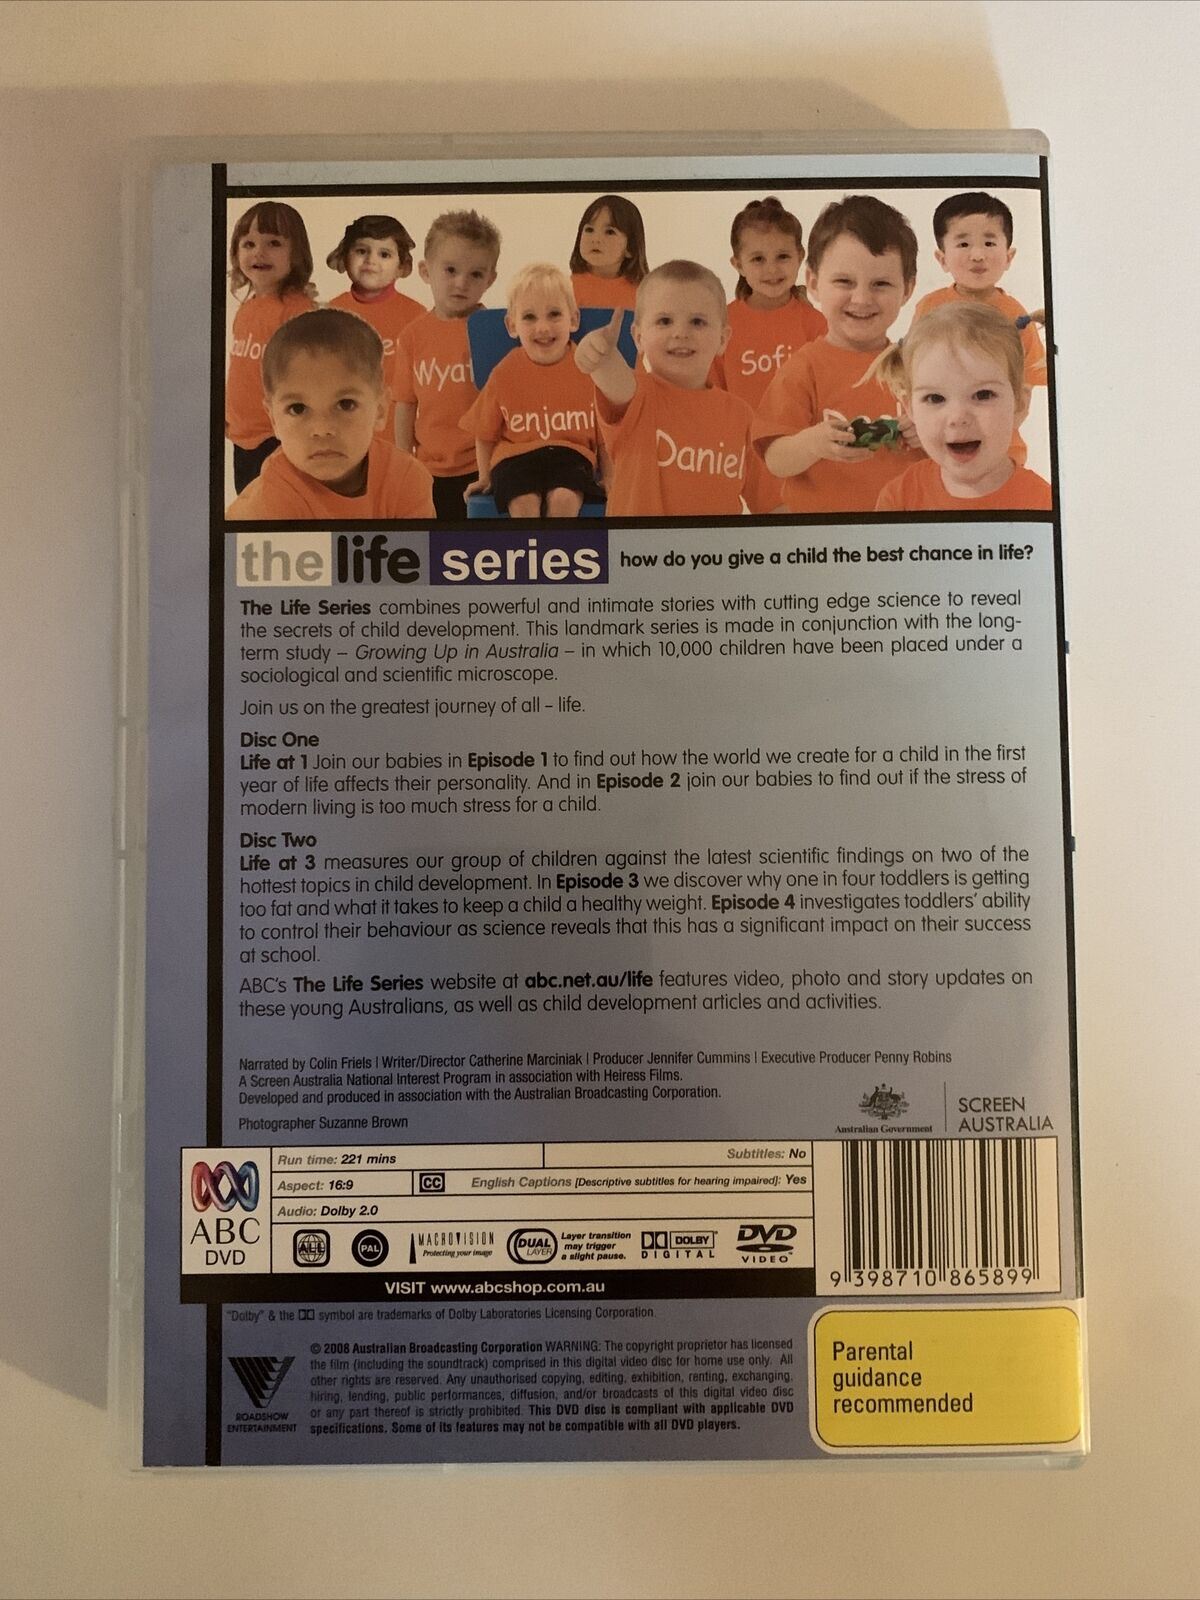 Wyat
Benjami
Daniel
Sofi
the life series how do you give a child the best chance in life?
The Life Series combines powerful and intimate stories with cutting edge science to reveal
the secrets of child development. This landmark series is made in conjunction with the long-
term study – Growing Up in Australia – in which 10,000 children have been placed under a
sociological and scientific microscope.
Join us on the greatest journey of all – life.
Disc One
Life at 1 Join our babies in Episode 1 to find out how the world we create for a child in the first
year of life affects their personality. And in Episode 2 join our babies to find out if the stress of
modern living is too much stress for a child.
Disc Two
Life at 3 measures our group of children against the latest scientific findings on two of the
hottest topics in child development. In Episode 3 we discover why one in four toddlers is getting
too fat and what it takes to keep a child a healthy weight. Episode 4 investigates toddlers' ability
to control their behaviour as science reveals that this has a significant impact on their success
at school.
ABC's The Life Series website at abc.net.au/life features video, photo and story updates on
these young Australians, as well as child development articles and activities.
Narrated by Colin Friels | Writer/Director Catherine Marciniak | Producer Jennifer Cummins | Executive Producer Penny Robins
A Screen Australia National Interest Program in association with Heiress Films.
Developed and produced in association with the Australian Broadcasting Corporation.
Photographer Suzanne Brown
Australian Government
SCREEN
AUSTRALIA
ABC
DVD
Run time: 221 mins
Subtitles: No
Aspect: 16:9
CC English Captions [Descriptive subtitles for hearing impaired]: Yes
Audio: Dolby 2.0
ALL
PAL
MACROVISION
Protecting your image
DUAL
LAYER
Layer transition
may trigger
a slight pause.
DOLBY
DIGITAL
DVD
VIDEO
VISIT www.abcshop.com.au
9 398710 865899
"Dolby" & the DD symbol are trademarks of Dolby Laboratories Licensing Corporation.
ROADSHOW
ENTERTAINMENT
© 2008 Australian Broadcasting Corporation WARNING: The copyright proprietor has licensed
the film (including the soundtrack) comprised in this digital video disc for home use only. All
other rights are reserved. Any unauthorised copying, editing, exhibition, renting, exchanging,
hiring, lending, public performances, diffusion, and/or broadcasts of this digital video disc
or any part thereof is strictly prohibited. This DVD disc is compliant with applicable DVD
specifications. Some of its features may not be compatible with all DVD players.
Parental
guidance
recommended